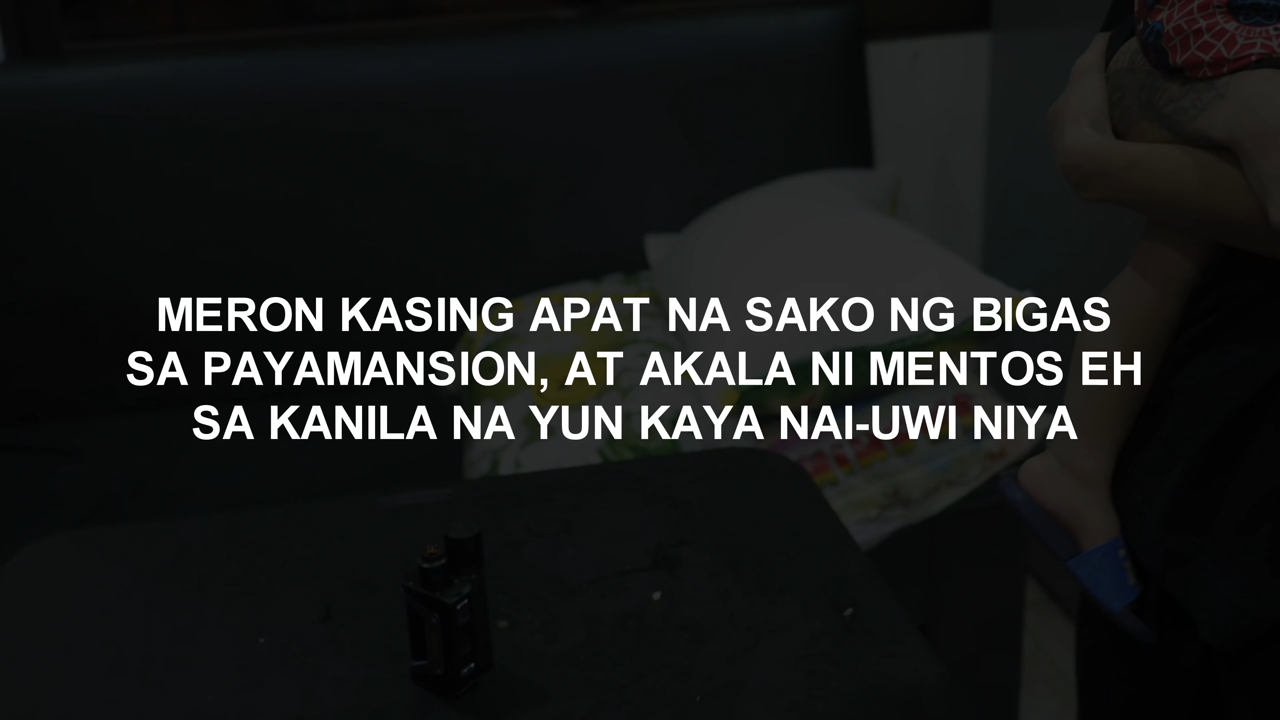 MERON KASING APAT NA SAKO NG BIGAS
SA PAYAMANSION, AT AKALA NI MENTOS EH
SA KANILA NA YUN KAYA NAI-UWI NIYA